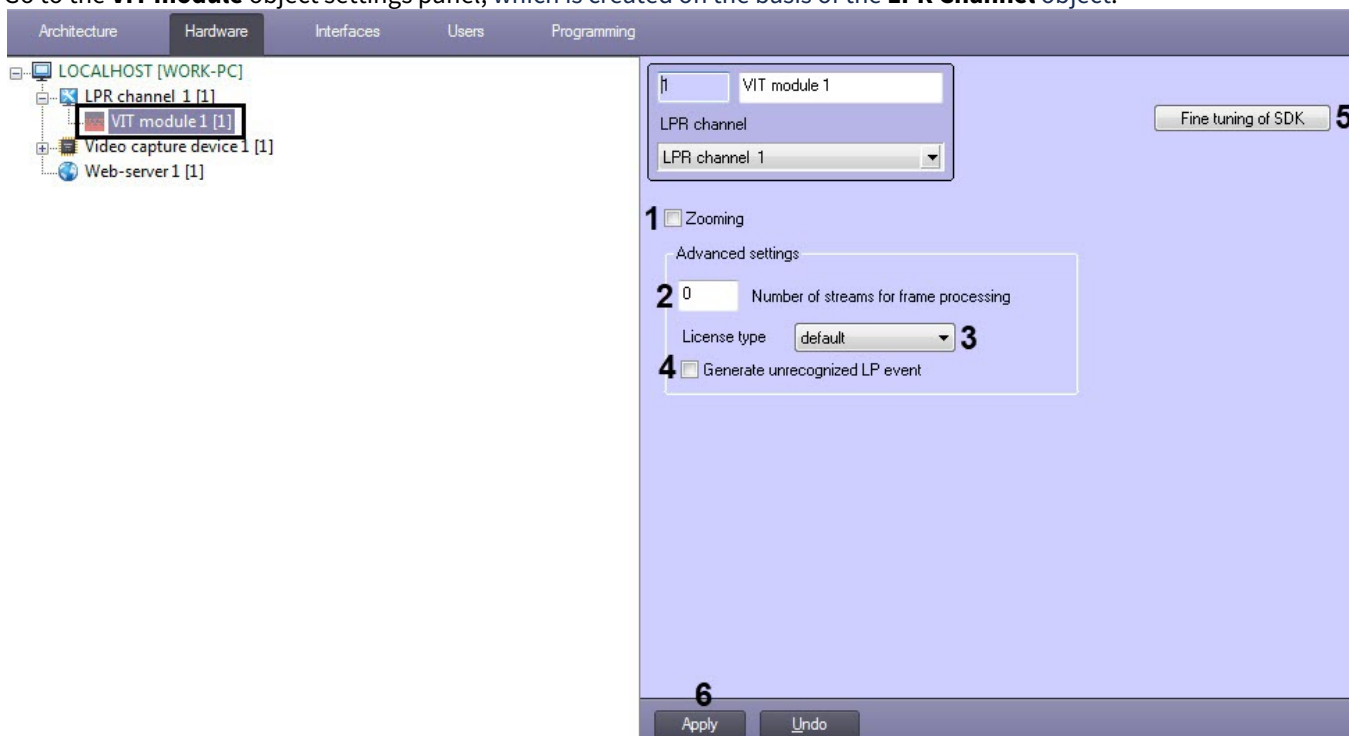 Go to the VIT module object settings panel, which is created on the basis of the LPR Channel object.
Architecture Hardware Interfaces Users Programming
LOCALHOST [WORK-PC]
LPR channel 1 [1]
VIT module 1 [1]
Video capture device 1 [1]
Web-server 1 [1]
1 VIT module 1
LPR channel
LPR channel 1
Fine tuning of SDK 5
1 Zooming
Advanced settings
2 0 Number of streams for frame processing
License type default 3
4 Generate unrecognized LP event
6
Apply Undo